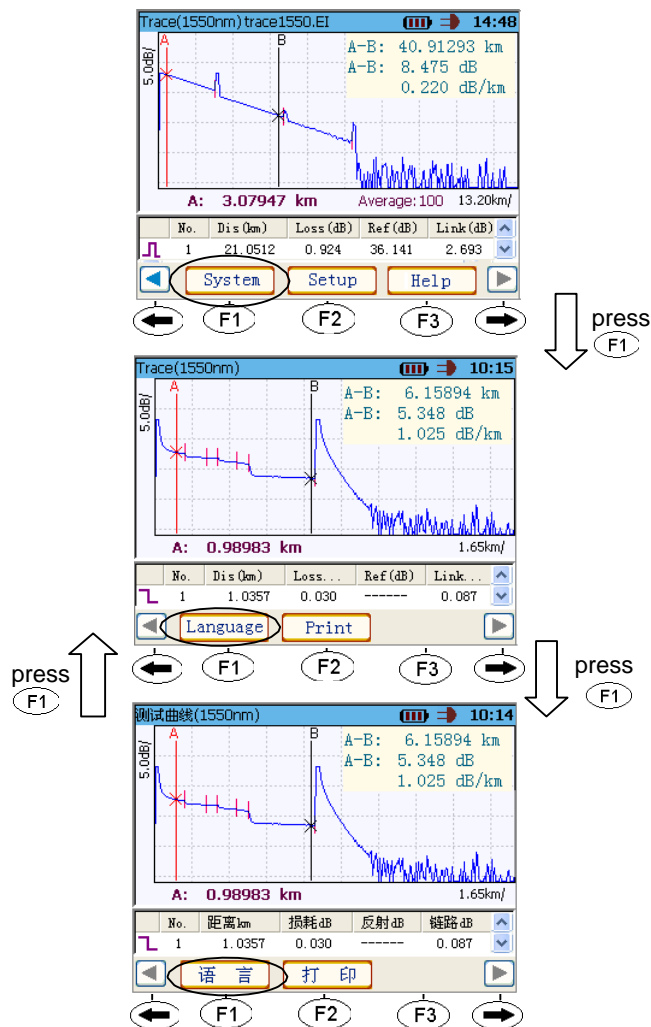 Trace(1550nm) trace1550.EI 14:48
A B
5.0dB/
A-B: 40.91293 km
A-B: 8.475 dB
0.220 dB/km
A: 3.07947 km Average:100 13.20km/
No. Dis(km) Loss(dB) Ref(dB) Link(dB)
1 21.0512 0.924 36.141 2.693
System Setup Help
F1 F2 F3
press
F1
Trace(1550nm) 10:15
A B
5.0dB/
A-B: 6.15894 km
A-B: 5.348 dB
1.025 dB/km
A: 0.98983 km 1.65km/
No. Dis(km) Loss... Ref(dB) Link...
1 1.0357 0.030 ------ 0.087
Language Print
F1 F2 F3
press
F1
press
F1
测试曲线(1550nm) 10:14
A B
5.0dB/
A-B: 6.15894 km
A-B: 5.348 dB
1.025 dB/km
A: 0.98983 km 1.65km/
No. 距离km 损耗dB 反射dB 链路dB
1 1.0357 0.030 ------ 0.087
语 言 打 印
F1 F2 F3